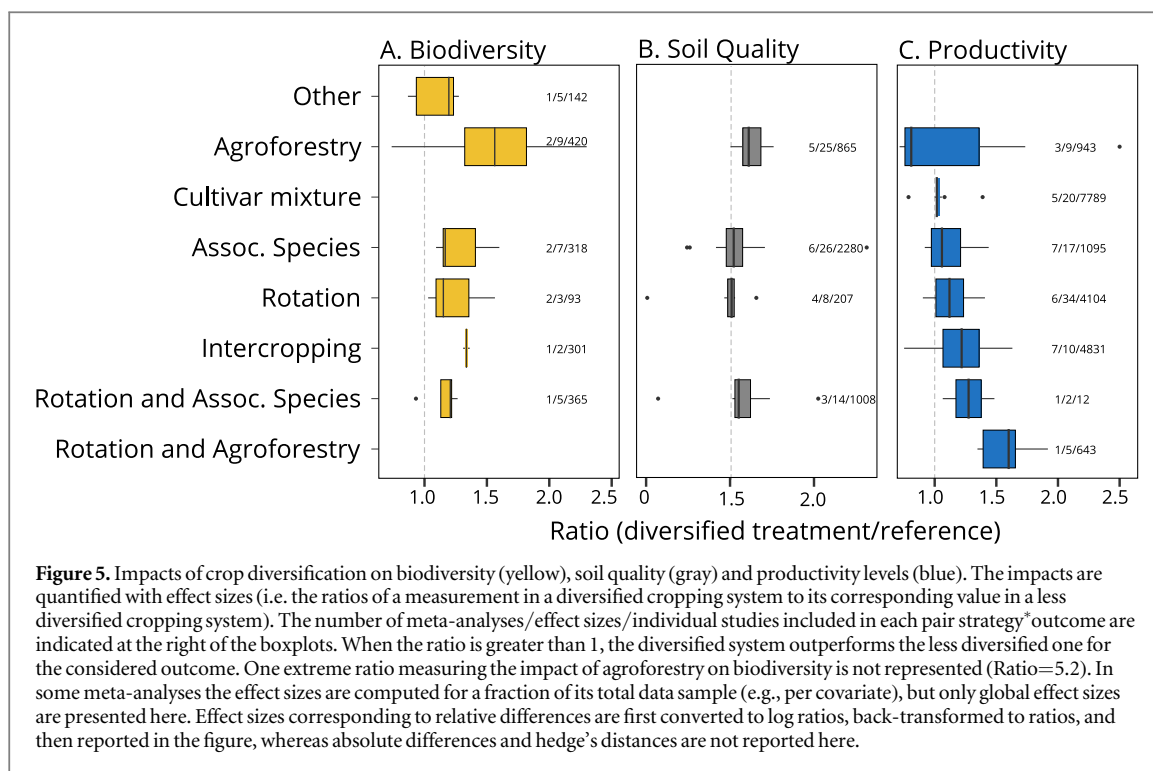 A. Biodiversity
B. Soil Quality
C. Productivity
Other
1/5/142
Agroforestry
2/9/420
5/25/865
3/9/943
Cultivar mixture
5/20/7789
Assoc. Species
2/7/318
6/26/2280
7/17/1095
Rotation
2/3/93
4/8/207
6/34/4104
Intercropping
1/2/301
7/10/4831
Rotation and Assoc. Species
1/5/365
3/14/1008
1/2/12
Rotation and Agroforestry
1/5/643
1.0 1.5 2.0 2.5
0 1.5 2.0
1.0 1.5 2.0 2.5
Ratio (diversified treatment/reference)
Figure 5. Impacts of crop diversification on biodiversity (yellow), soil quality (gray) and productivity levels (blue). The impacts are
quantified with effect sizes (i.e. the ratios of a measurement in a diversified cropping system to its corresponding value in a less
diversified cropping system). The number of meta-analyses/effect sizes/individual studies included in each pair strategy*outcome are
indicated at the right of the boxplots. When the ratio is greater than 1, the diversified system outperforms the less diversified one for
the considered outcome. One extreme ratio measuring the impact of agroforestry on biodiversity is not represented (Ratio=5.2). In
some meta-analyses the effect sizes are computed for a fraction of its total data sample (e.g., per covariate), but only global effect sizes
are presented here. Effect sizes corresponding to relative differences are first converted to log ratios, back-transformed to ratios, and
then reported in the figure, whereas absolute differences and hedge's distances are not reported here.